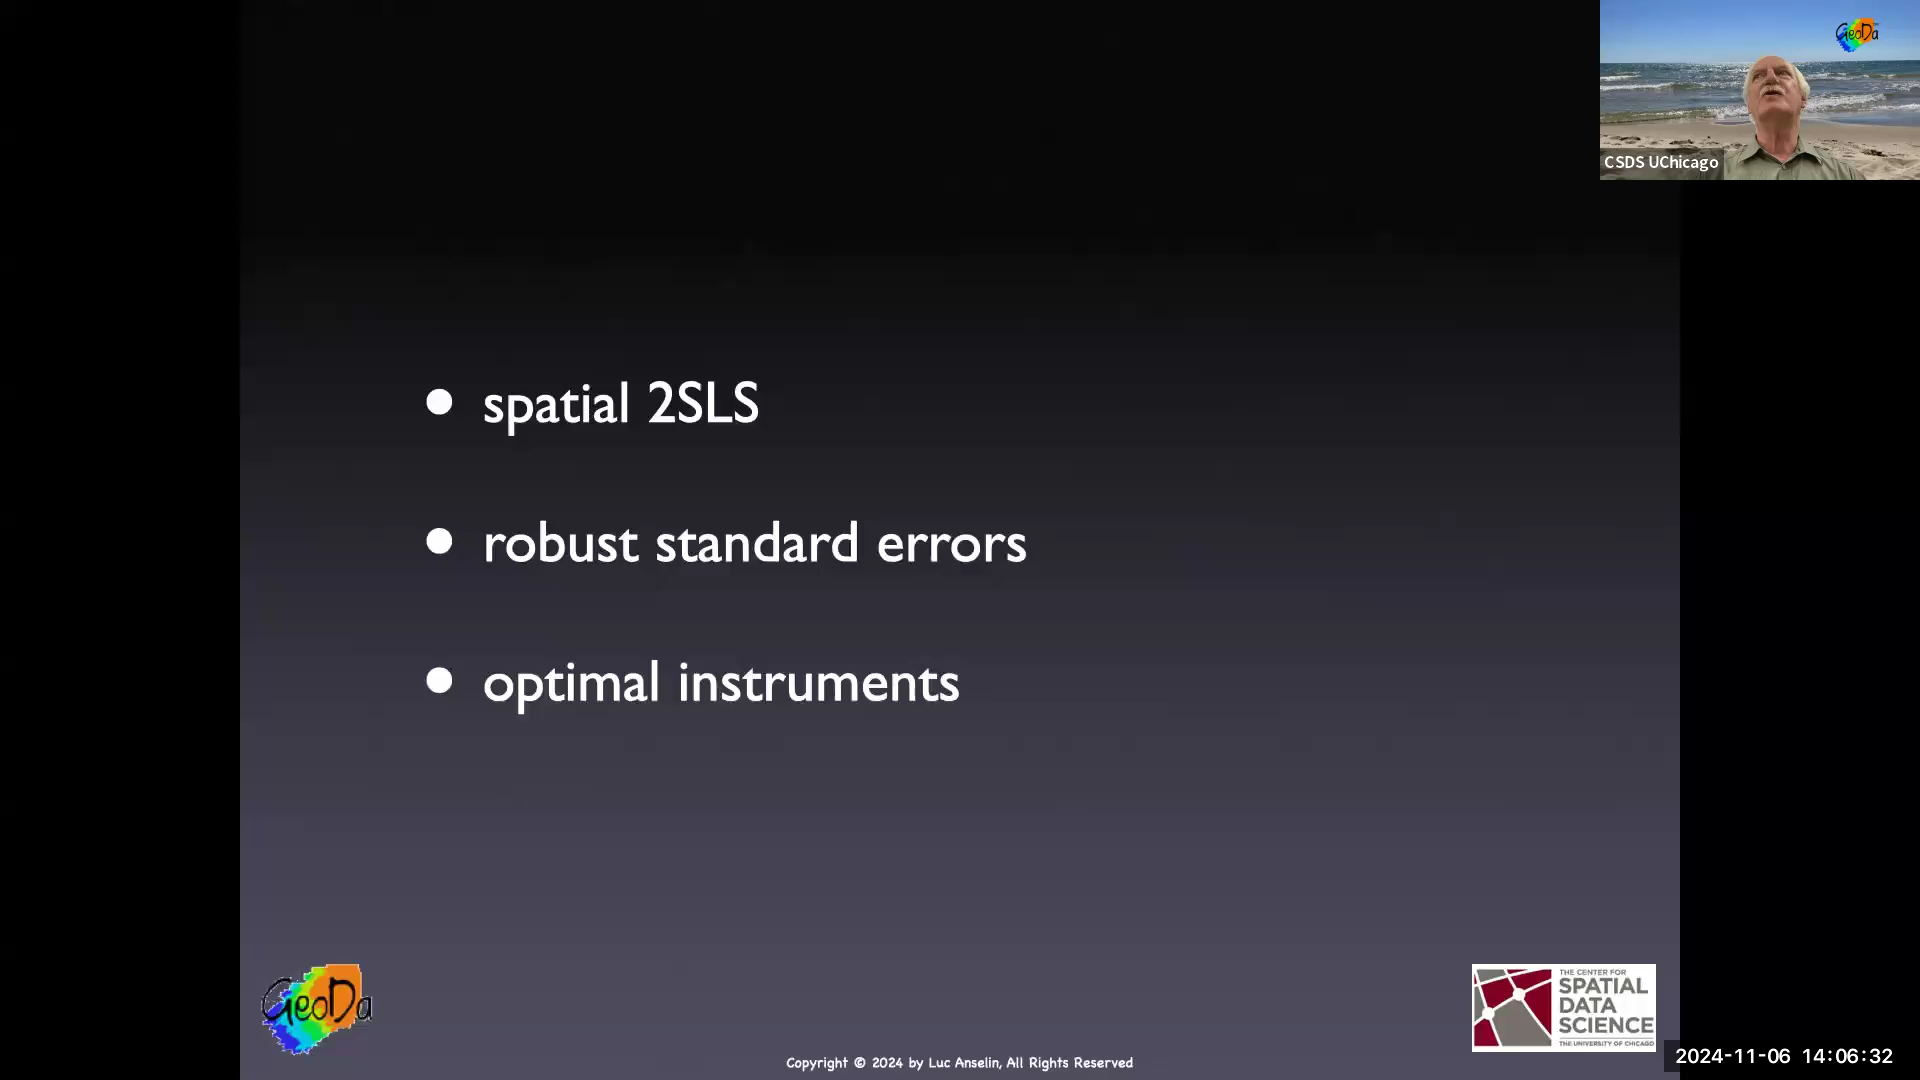 GeoDa
CSDS UChicago
• spatial 2SLS
• robust standard errors
• optimal instruments
GeoDa
THE CENTER FOR
SPATIAL
DATA
SCIENCE
THE UNIVERSITY OF CHICAGO
Copyright © 2024 by Luc Anselin, All Rights Reserved
2024-11-06 14:06:32